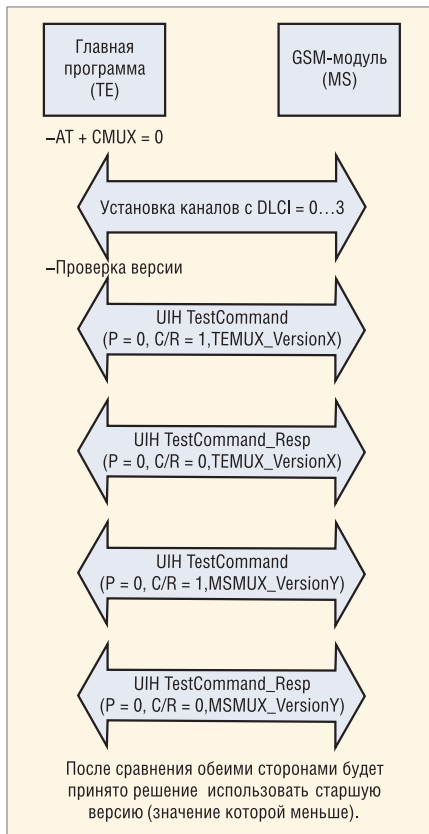 Главная
программа
(TE)
GSM-модуль
(MS)
–AT + CMUX = 0
Установка каналов с DLCI = 0...3
–Проверка версии
UIH TestCommand
(P = 0, C/R = 1,TEMUX_VersionX)
UIH TestCommand_Resp
(P = 0, C/R = 0,TEMUX_VersionX)
UIH TestCommand
(P = 0, C/R = 1,MSMUX_VersionY)
UIH TestCommand_Resp
(P = 0, C/R = 0,MSMUX_VersionY)
После сравнения обеими сторонами будет
принято решение использовать старшую
версию (значение которой меньше).